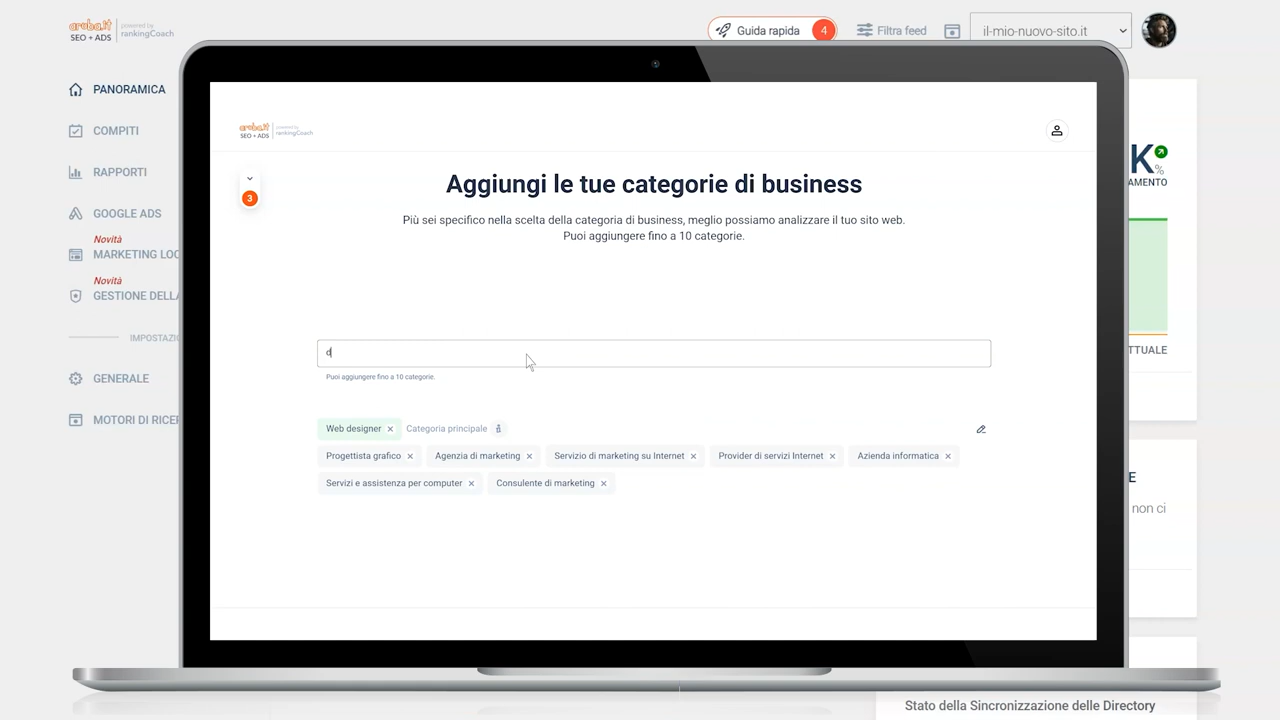 aruba.it
SEO + ADS
powered by
rankingCoach
Guida rapida
4
Filtra feed
il-mio-nuovo-sito.it
PANORAMICA
COMPITI
RAPPORTI
GOOGLE ADS
Novità
MARKETING LOC
Novità
GESTIONE DELLA
IMPOSTAZIO
GENERALE
MOTORI DI RICER
aruba.it
SEO + ADS
powered by
rankingCoach
3
Aggiungi le tue categorie di business
Più sei specifico nella scelta della categoria di business, meglio possiamo analizzare il tuo sito web.
Puoi aggiungere fino a 10 categorie.
d
Puoi aggiungere fino a 10 categorie.
Web designer × Categoria principale
Progettista grafico × Agenzia di marketing × Servizio di marketing su Internet × Provider di servizi Internet × Azienda informatica ×
Servizi e assistenza per computer × Consulente di marketing ×
K%
AMENTO
TTUALE
E
non ci
Stato della Sincronizzazione delle Directory